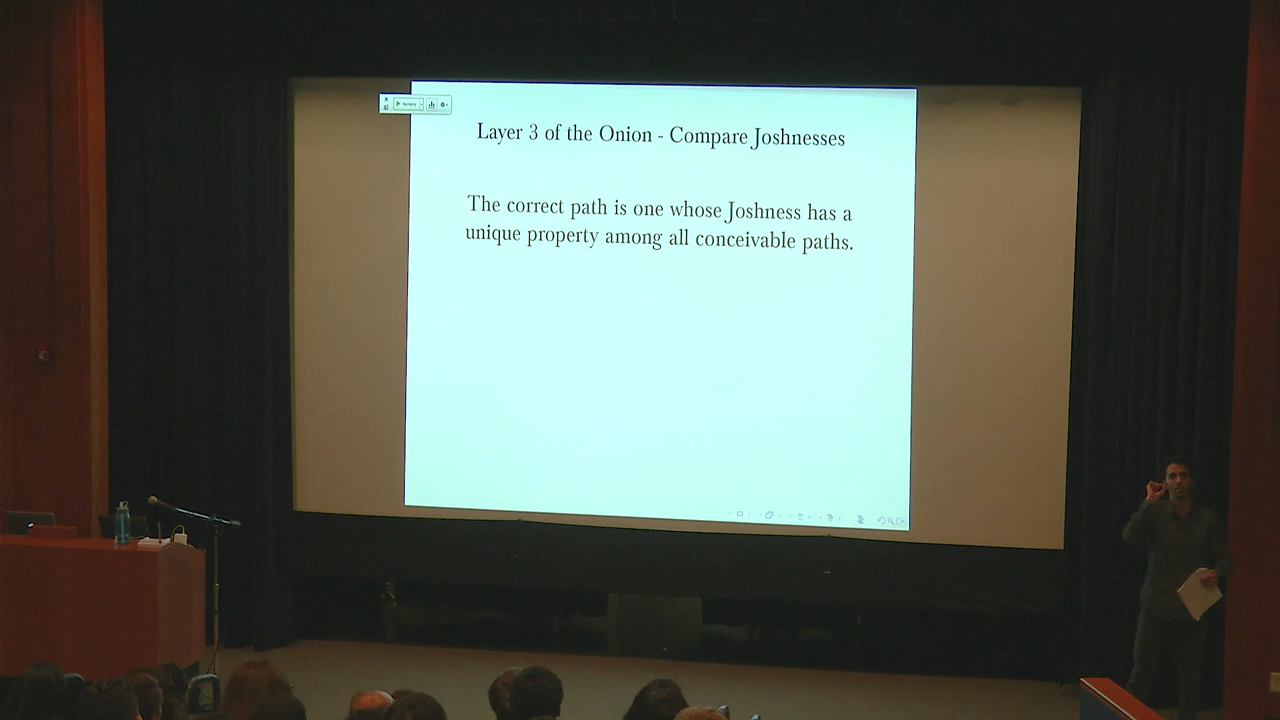 Layer 3 of the Onion - Compare Joshnesses
The correct path is one whose Joshness has a
unique property among all conceivable paths.